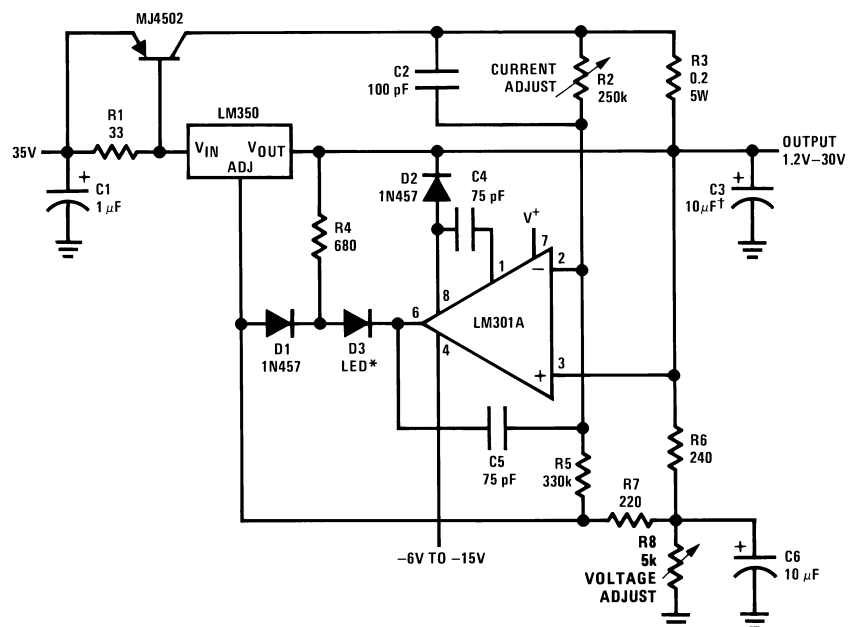 MJ4502
C2
100 pF
CURRENT
ADJUST
R2
250k
R3
0.2
5W
R1
33
LM350
VIN
VOUT
ADJ
35V
OUTPUT
1.2V–30V
C1
1 μF
+
D2
1N457
C4
75 pF
+
C3
10μF†
R4
680
V+
7
1
2
−
8
6
LM301A
4
3
+
D1
1N457
D3
LED*
C5
75 pF
R5
330k
R6
240
R7
220
−6V TO −15V
R8
5k
VOLTAGE
ADJUST
+
C6
10 μF